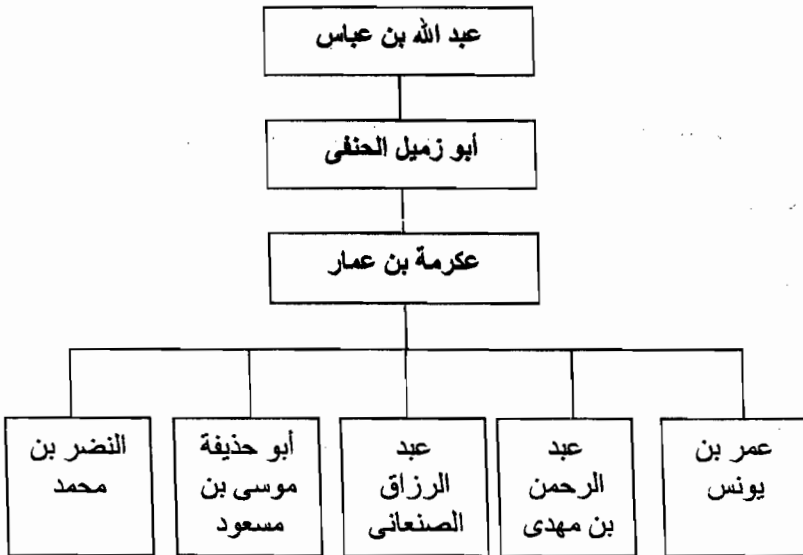 عبد الله بن عباس
أبو زميل الحنفى
عكرمة بن عمار
عمر بن
يونس
عبد
الرحمن
بن مهدى
عبد
الرزاق
الصنعانى
أبو حذيفة
موسى بن
مسعود
النضر بن
محمد